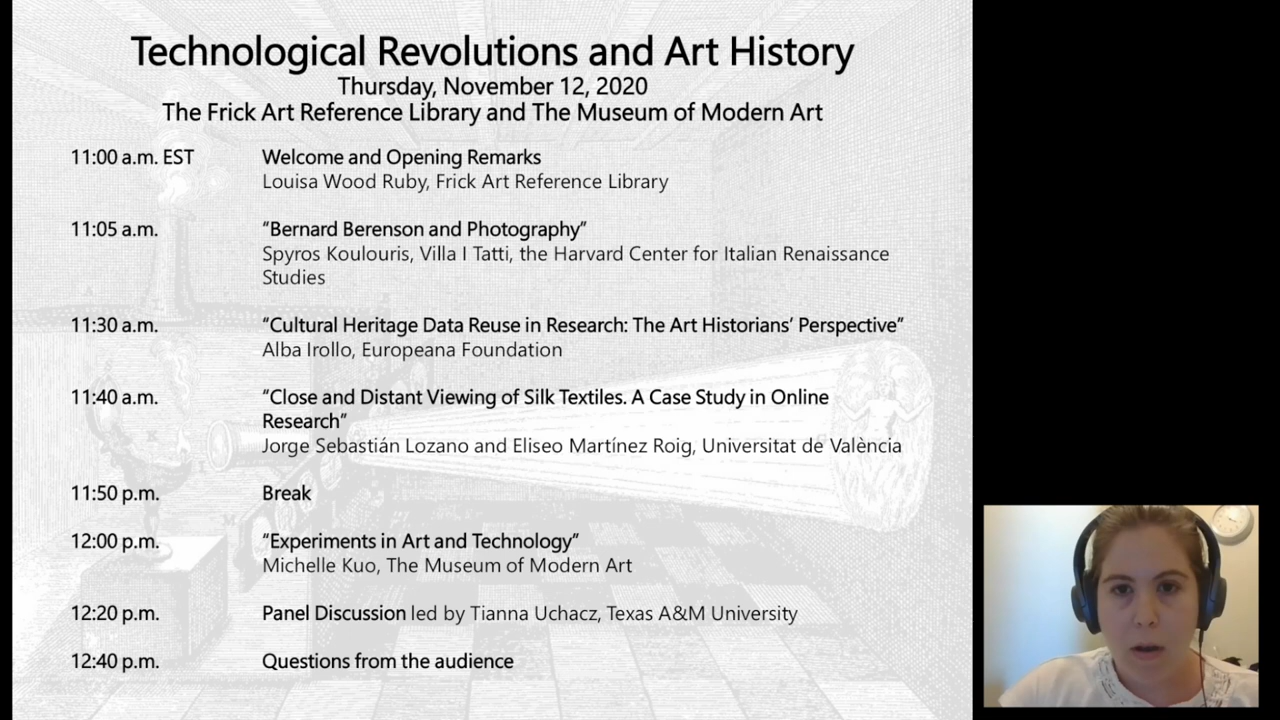 Technological Revolutions and Art History
Thursday, November 12, 2020
The Frick Art Reference Library and The Museum of Modern Art
11:00 a.m. EST Welcome and Opening Remarks
Louisa Wood Ruby, Frick Art Reference Library
11:05 a.m. “Bernard Berenson and Photography”
Spyros Koulouris, Villa I Tatti, the Harvard Center for Italian Renaissance
Studies
11:30 a.m. “Cultural Heritage Data Reuse in Research: The Art Historians’ Perspective”
Alba Irollo, Europeana Foundation
11:40 a.m. “Close and Distant Viewing of Silk Textiles. A Case Study in Online
Research”
Jorge Sebastián Lozano and Eliseo Martínez Roig, Universitat de València
11:50 p.m. Break
12:00 p.m. “Experiments in Art and Technology”
Michelle Kuo, The Museum of Modern Art
12:20 p.m. Panel Discussion led by Tianna Uchacz, Texas A&M University
12:40 p.m. Questions from the audience